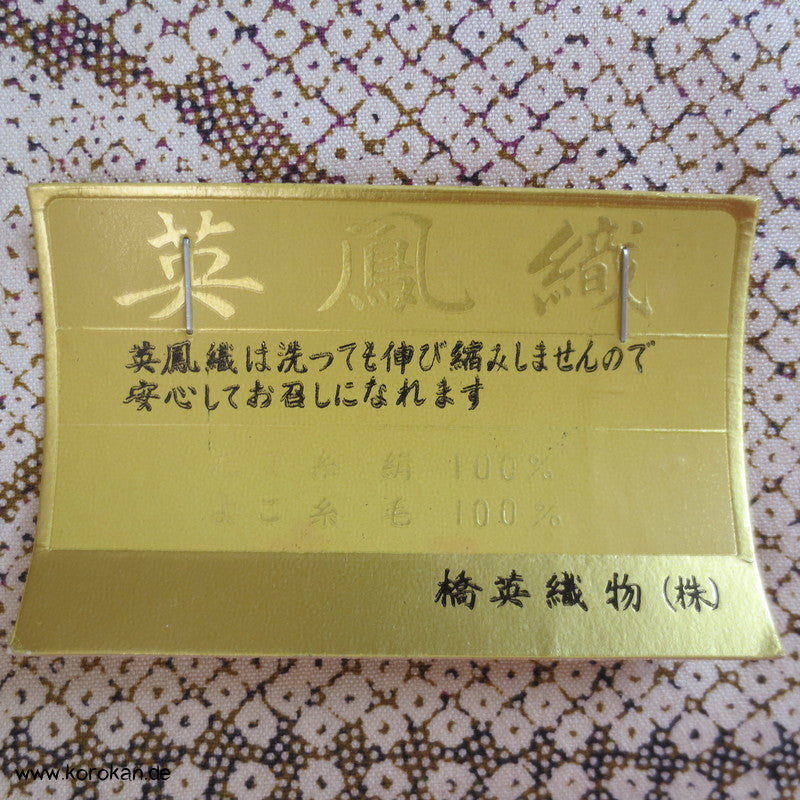 英鳳織
英鳳織は洗っても伸び縮みしませんので
安心してお召しになれます
たて糸 絹 100%
よこ糸 毛 100%
橋英織物(株)
www.korokan.de